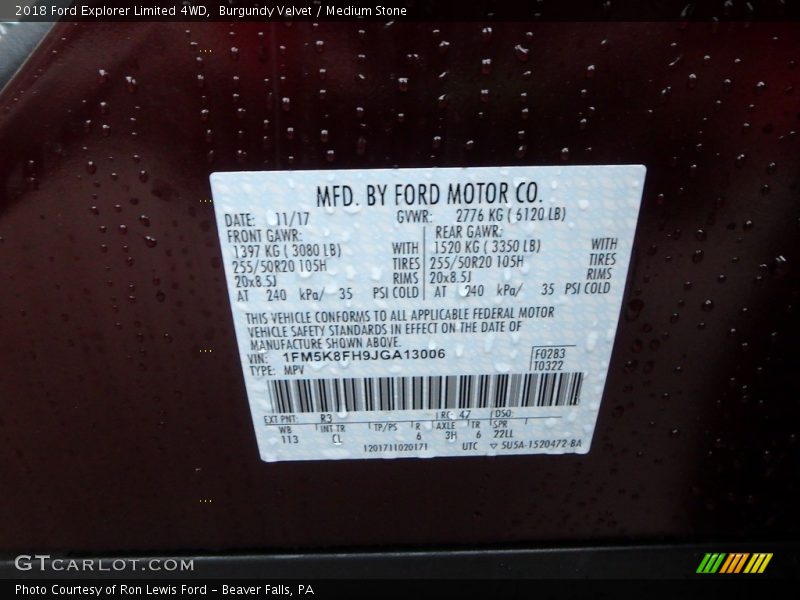 2018 Ford Explorer Limited 4WD,  Burgundy Velvet / Medium Stone
MFD. BY FORD MOTOR CO.
DATE: 11/17 GVWR: 2776 KG ( 6120 LB)
FRONT GAWR: REAR GAWR:
1397 KG ( 3080 LB) WITH 1520 KG ( 3350 LB) WITH
255/50R20 105H TIRES 255/50R20 105H TIRES
20x8.5J RIMS 20x8.5J RIMS
AT 240 kPa/ 35 PSI COLD AT 240 kPa/ 35 PSI COLD
THIS VEHICLE CONFORMS TO ALL APPLICABLE FEDERAL MOTOR
VEHICLE SAFETY STANDARDS IN EFFECT ON THE DATE OF
MANUFACTURE SHOWN ABOVE.
VIN: 1FM5K8FH9JGA13006 F0283
TYPE: MPV T0322
EXT PNT: R3 RC: 47 DSO:
WB INT TR TP/PS R AXLE TR SPR
113 CL 6 3H 6 22LL
1201711020171 UTC ▽ 5U5A-1520472-BA
GTCARLOT.COM
Photo Courtesy of Ron Lewis Ford - Beaver Falls, PA